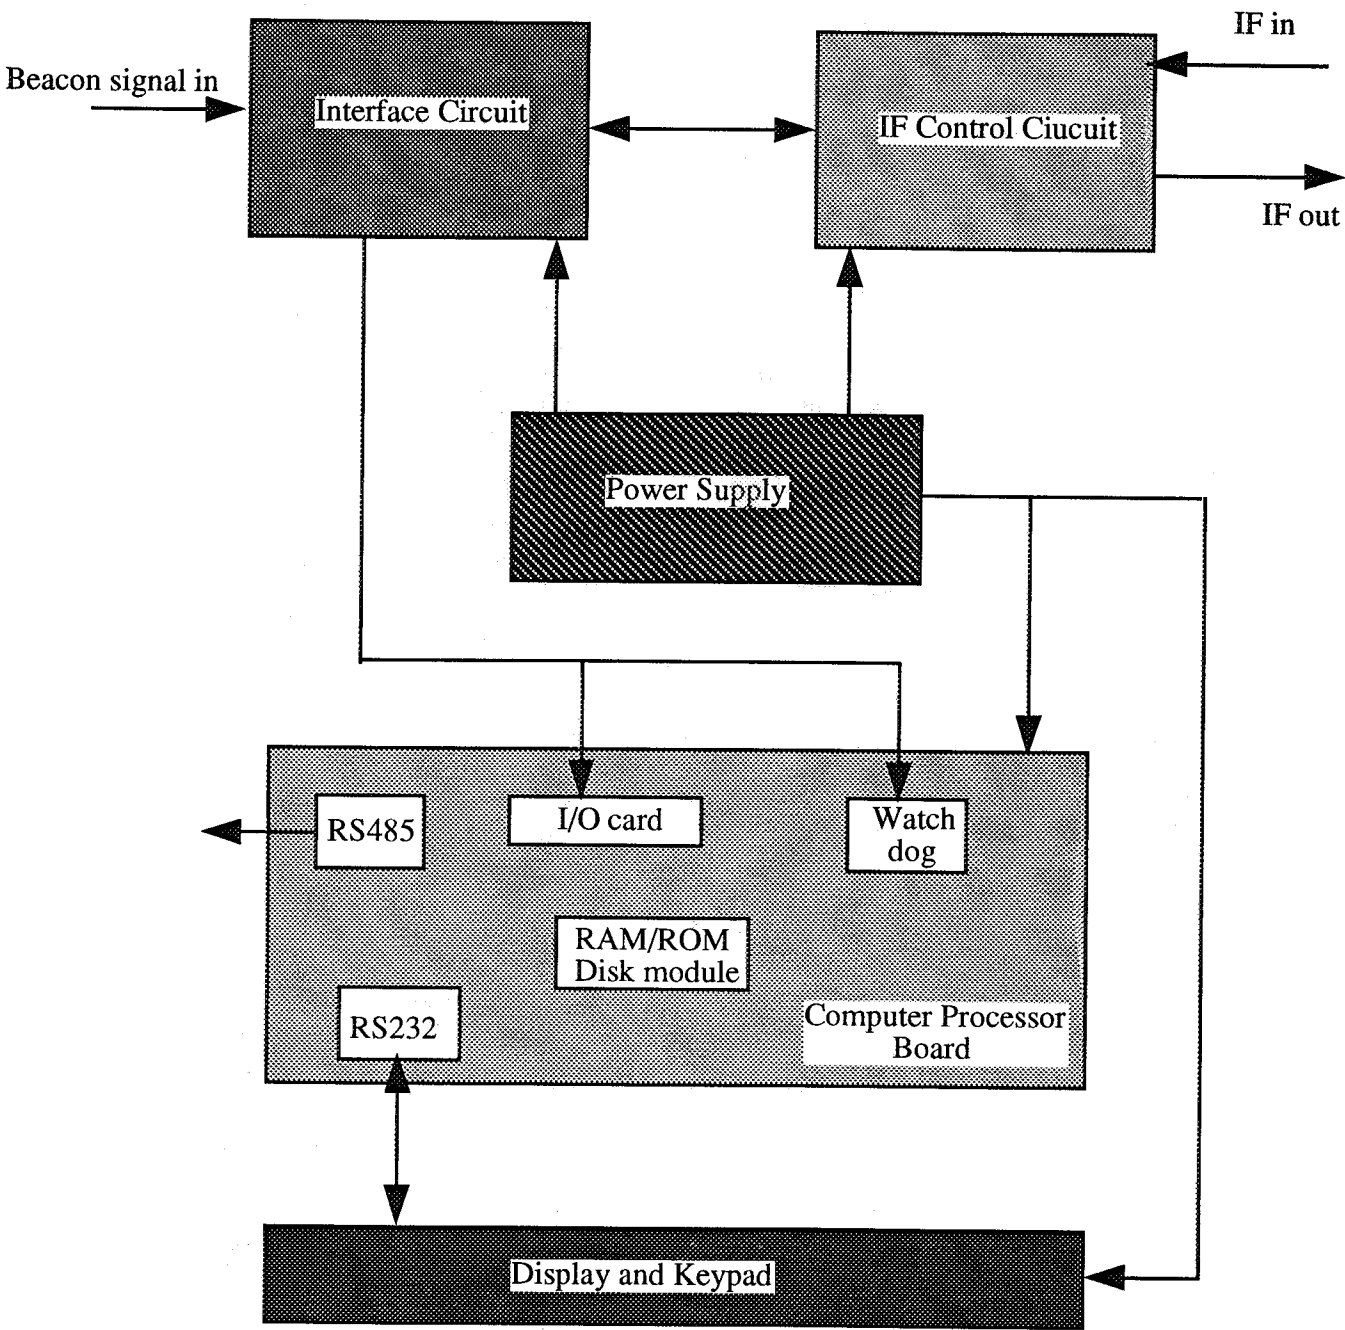 IF in
Beacon signal in
Interface Circuit
IF Control Ciucuit
IF out
Power Supply
RS485
I/O card
Watch
dog
RAM/ROM
Disk module
RS232
Computer Processor
Board
Display and Keypad